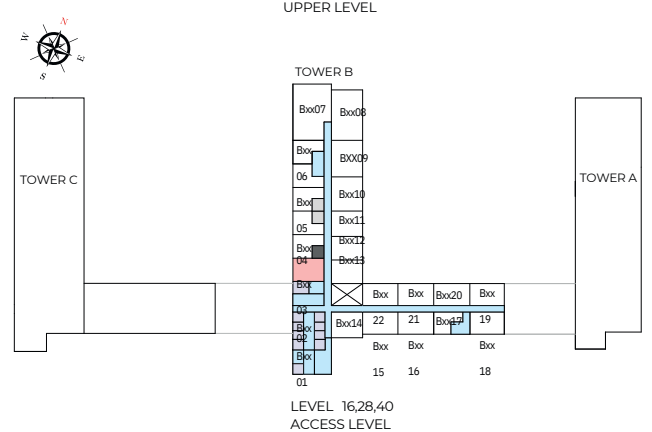 UPPER LEVEL
N
W
E
S
TOWER B
Bxx07
Bxx08
Bxx
06
BXX09
TOWER C
TOWER A
Bxx10
Bxx
05
Bxx11
Bxx12
Bxx
04
Bxx13
Bxx
03
Bxx
22
Bxx
21
Bxx20
Bxx
19
Bxx
02
Bxx14
Bxx17
Bxx
15
Bxx
16
Bxx
18
Bxx
01
LEVEL 16,28,40
ACCESS LEVEL